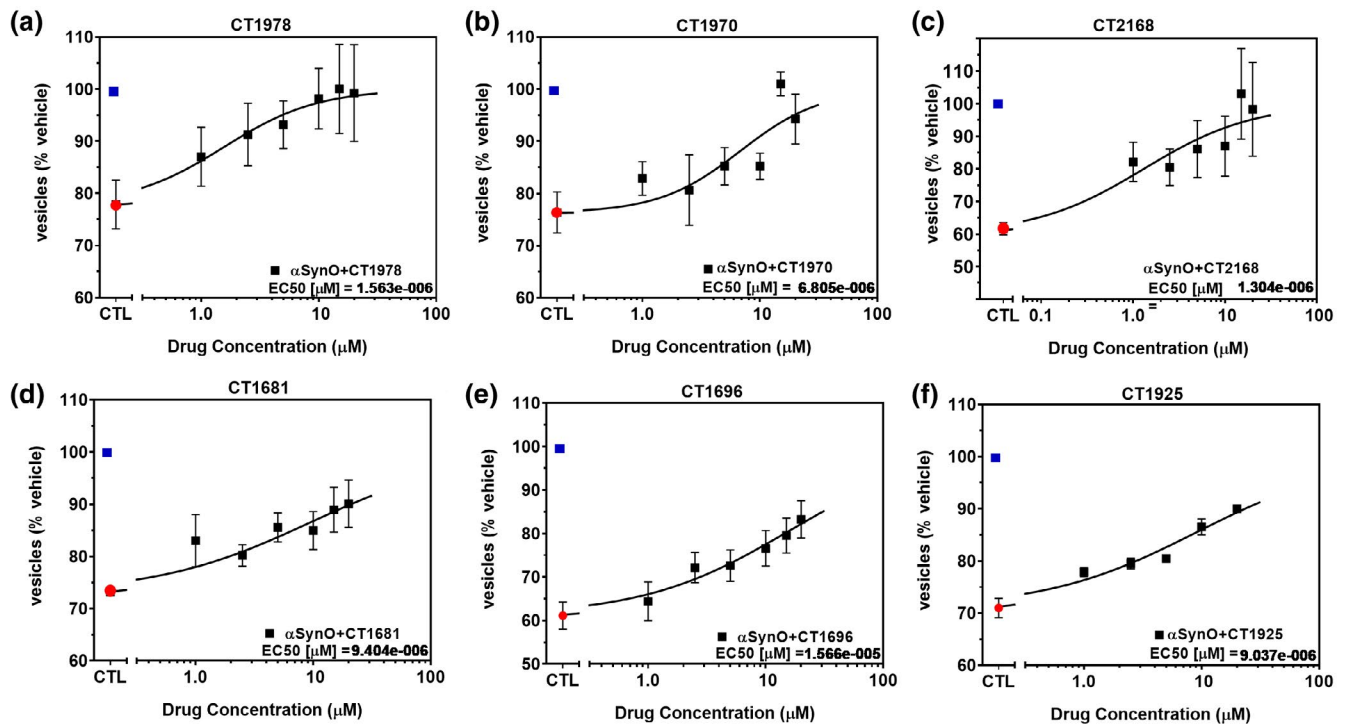 (a)
CT1978
110
100
90
80
70
60
vesicles (% vehicle)
αSynO+CT1978
EC50 [µM] = 1.563e-006
CTL
1.0
10
100
Drug Concentration (µM)
(b)
CT1970
110
100
90
80
70
60
vesicles (% vehicle)
αSynO+CT1970
EC50 [µM] = 6.805e-006
CTL
1.0
10
100
Drug Concentration (µM)
(c)
CT2168
100
90
80
70
60
50
vesicles (% vehicle)
αSynO+CT2168
EC50 [µM] 1.304e-006
=
CTL
0.1
1.0
10
100
Drug Concentration (µM)
(d)
CT1681
110
100
90
80
70
60
vesicles (% vehicle)
αSynO+CT1681
EC50 [µM] = 9.404e-006
CTL
1.0
10
100
Drug Concentration (µM)
(e)
CT1696
110
100
90
80
70
60
50
vesicles (% vehicle)
αSynO+CT1696
EC50 [µM] =1.566e-005
CTL
1.0
10
100
Drug Concentration (µM)
(f)
CT1925
110
100
90
80
70
60
vesicles (% vehicle)
αSynO+CT1925
EC50 [µM] = 9.037e-006
CTL
1.0
10
100
Drug Concentration (µM)